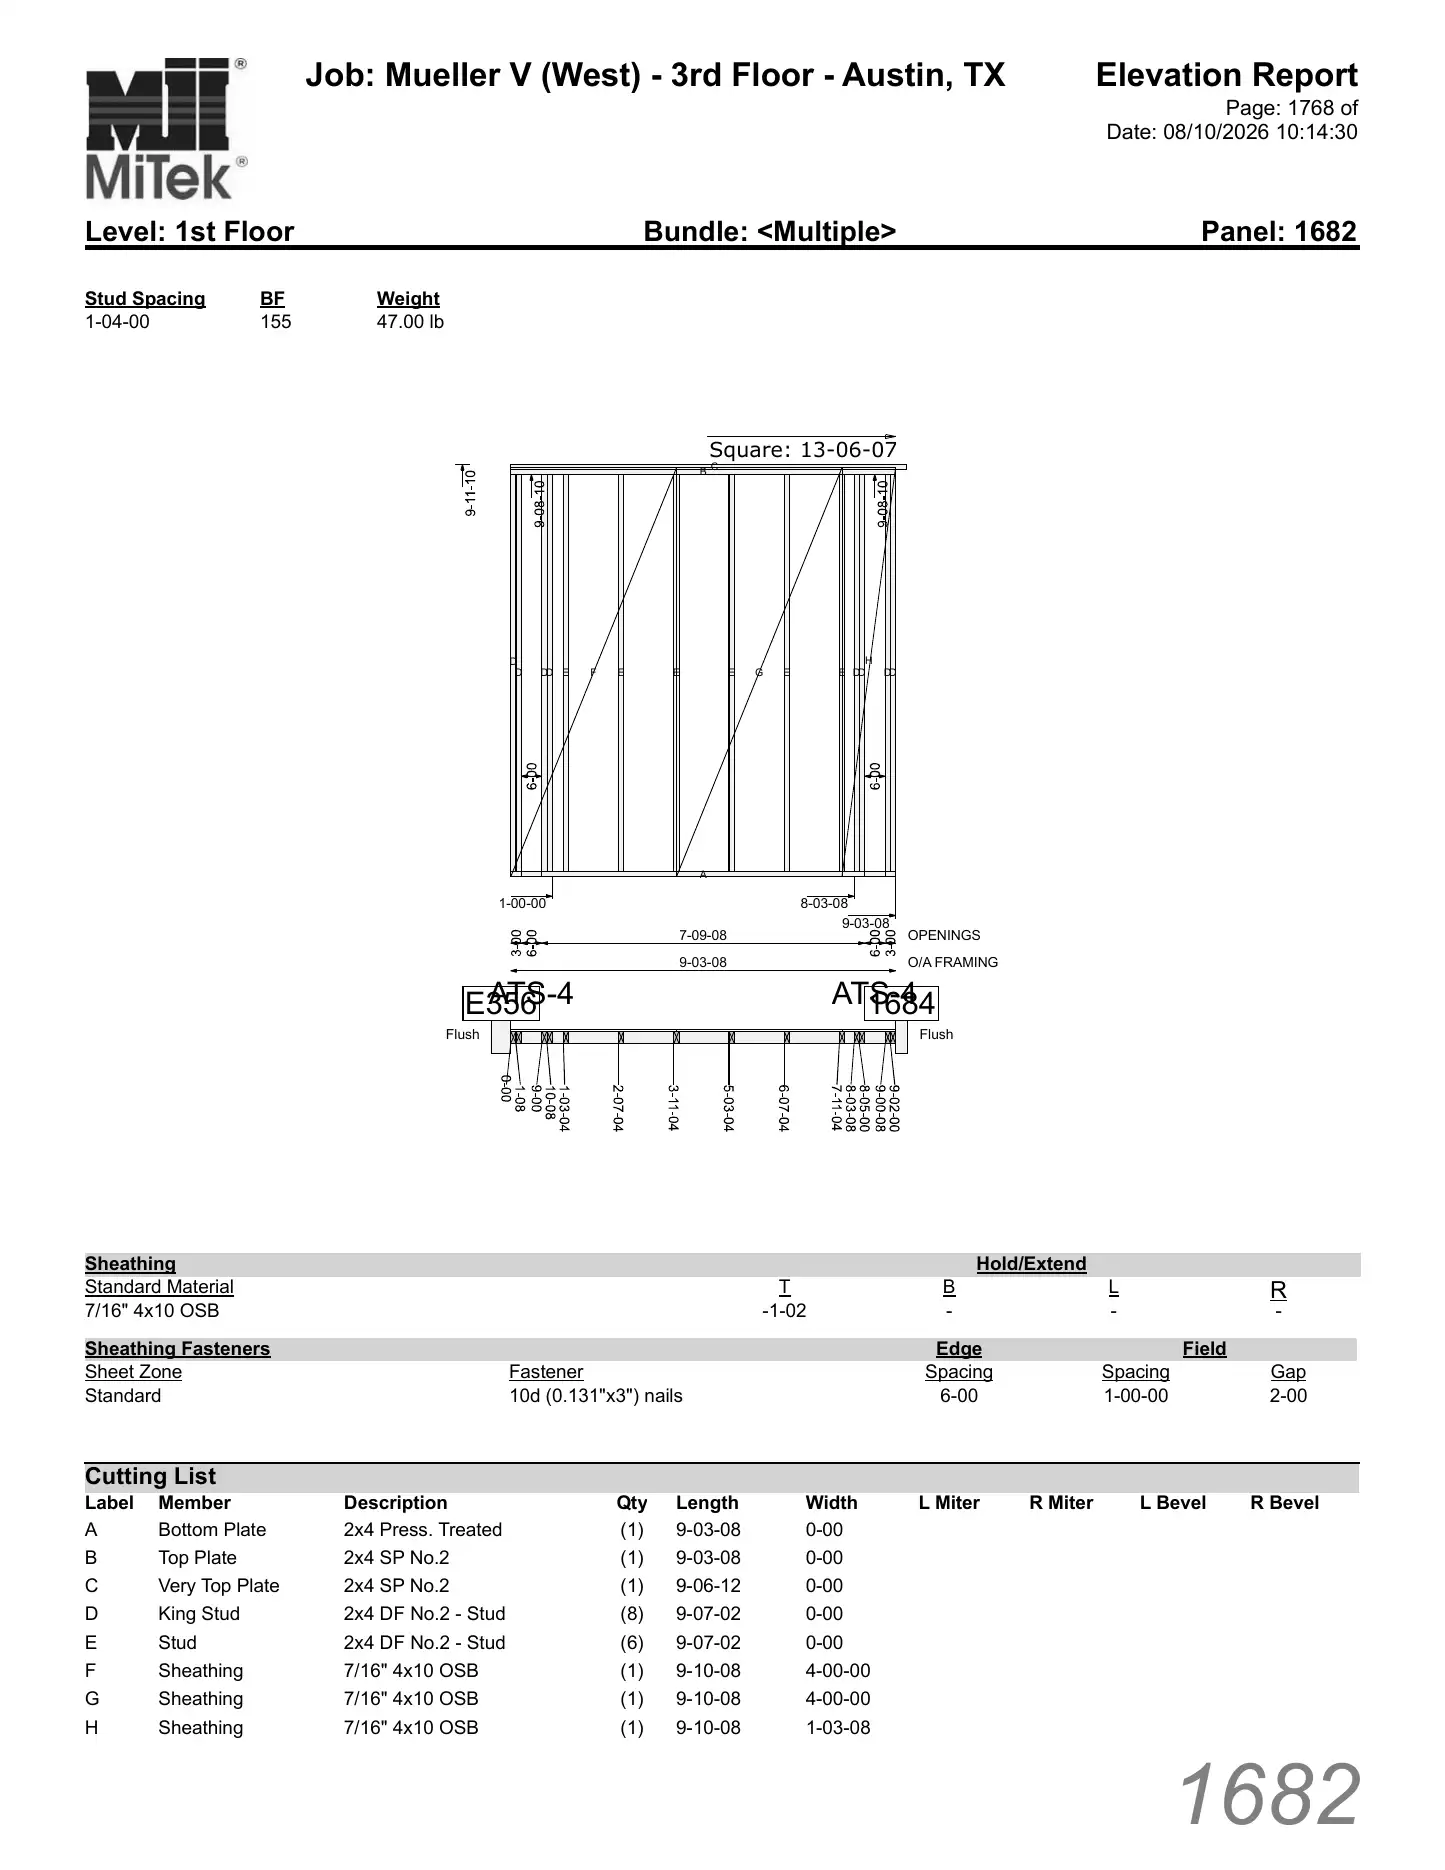 Job: Mueller V (West) - 3rd Floor - Austin, TX
Elevation Report
Page: 1768 of
Date: 08/10/2026 10:14:30
MiTek®
Level: 1st Floor Bundle: <Multiple> Panel: 1682
Stud Spacing BF Weight
1-04-00 155 47.00 lb
Square: 13-06-07
C
B
9-11-10
9-08-10
9-08-10
D
H
D DD E F E E E G E E DD DD
6-00
6-00
A
1-00-00
8-03-08
9-03-08
3-00
6-00
7-09-08
6-00
3-00
OPENINGS
9-03-08
O/A FRAMING
ATS-4
E356
ATS-4
1684
Flush
Flush
0-00
1-08
9-00
10-08
1-03-04
2-07-04
3-11-04
5-03-04
6-07-04
7-11-04
8-03-08
8-05-00
9-00-08
9-02-00
Sheathing Hold/Extend
Standard Material T B L R
7/16" 4x10 OSB -1-02 - - -
Sheathing Fasteners Edge Field
Sheet Zone Fastener Spacing Spacing Gap
Standard 10d (0.131"x3") nails 6-00 1-00-00 2-00
Cutting List
Label Member Description Qty Length Width L Miter R Miter L Bevel R Bevel
A Bottom Plate 2x4 Press. Treated (1) 9-03-08 0-00
B Top Plate 2x4 SP No.2 (1) 9-03-08 0-00
C Very Top Plate 2x4 SP No.2 (1) 9-06-12 0-00
D King Stud 2x4 DF No.2 - Stud (8) 9-07-02 0-00
E Stud 2x4 DF No.2 - Stud (6) 9-07-02 0-00
F Sheathing 7/16" 4x10 OSB (1) 9-10-08 4-00-00
G Sheathing 7/16" 4x10 OSB (1) 9-10-08 4-00-00
H Sheathing 7/16" 4x10 OSB (1) 9-10-08 1-03-08
1682